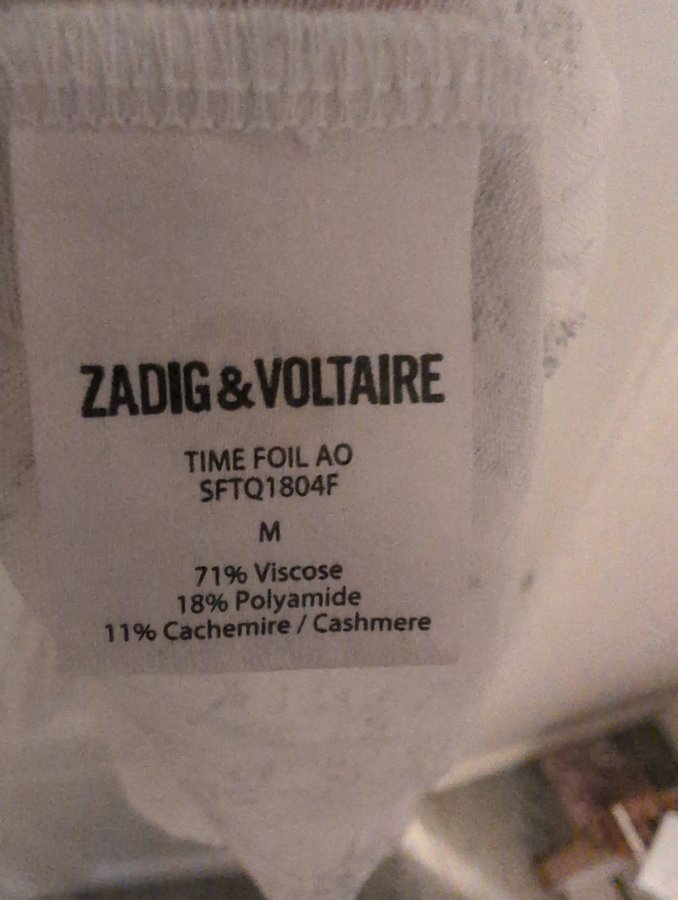 ZADIG&VOLTAIRE
TIME FOIL AO
SFTQ1804F
M
71% Viscose
18% Polyamide
11% Cachemire / Cashmere